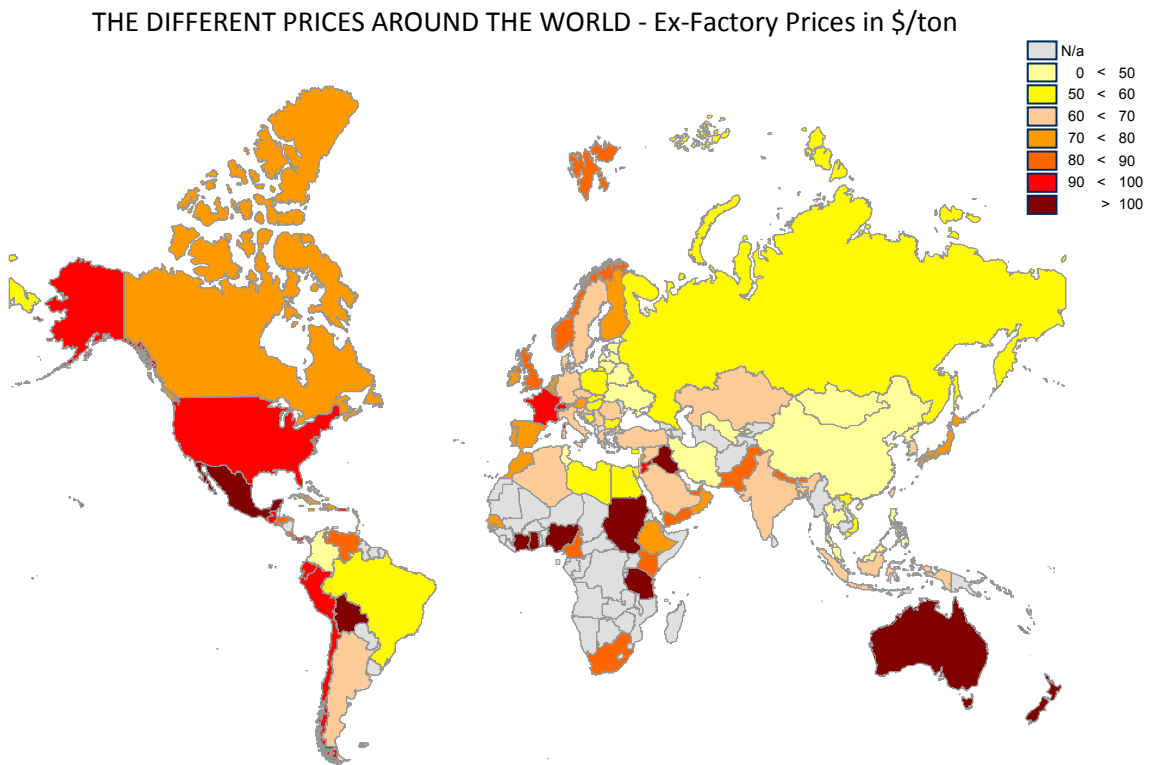 THE DIFFERENT PRICES AROUND THE WORLD - Ex-Factory Prices in $/ton
N/a
0 < 50
50 < 60
60 < 70
70 < 80
80 < 90
90 < 100
> 100